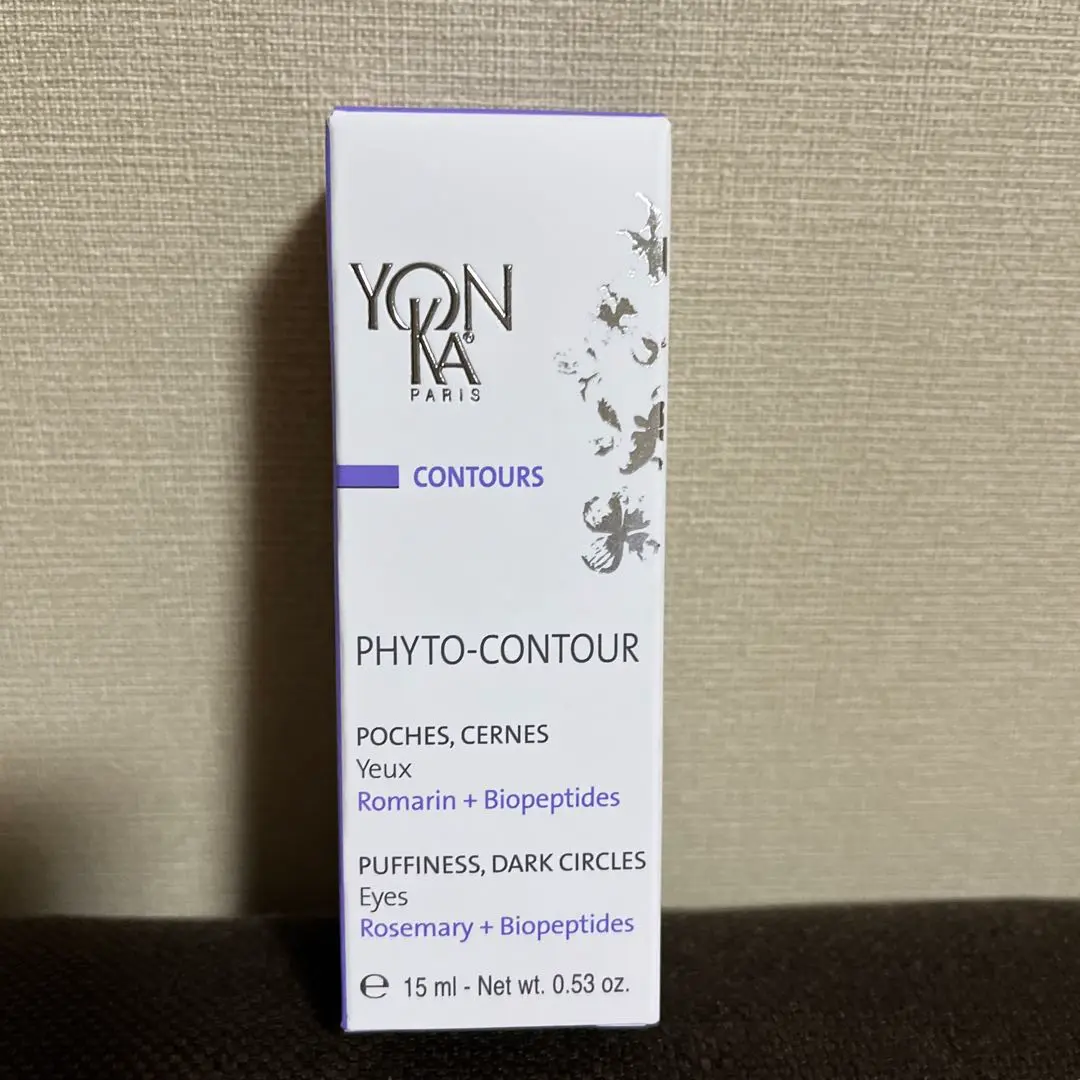 YON
KA®
PARIS
CONTOURS
PHYTO-CONTOUR
POCHES, CERNES
Yeux
Romarin + Biopeptides
PUFFINESS, DARK CIRCLES
Eyes
Rosemary + Biopeptides
℮ 15 ml - Net wt. 0.53 oz.